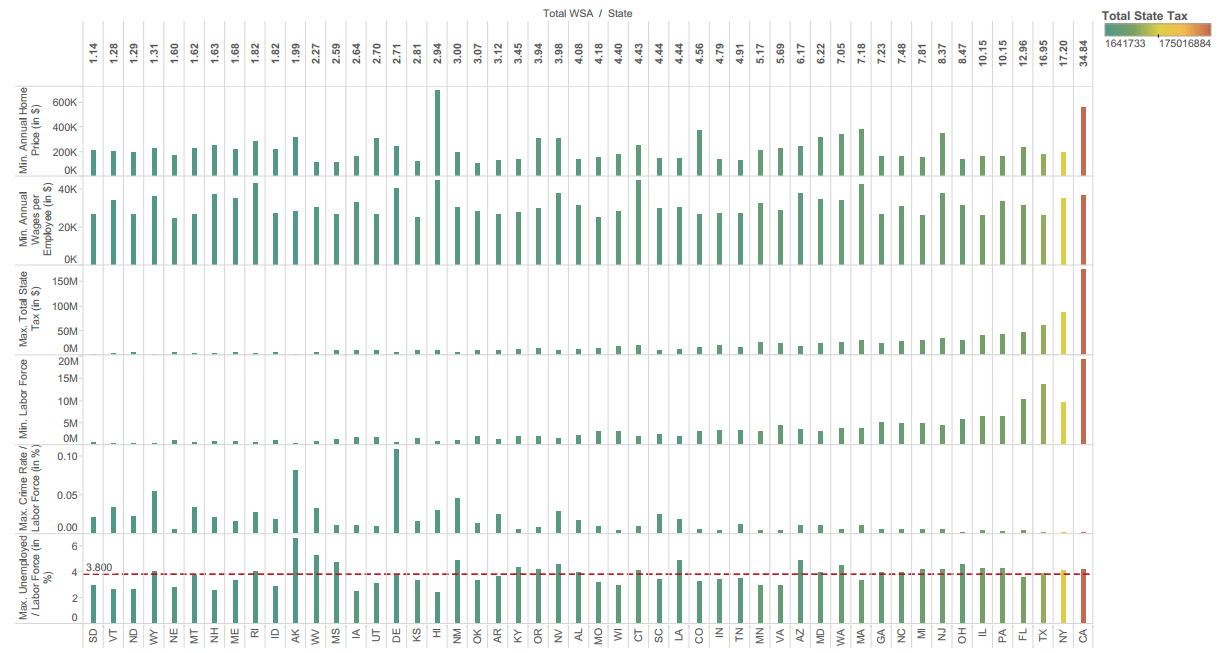 Total WSA / State
Total State Tax
1641733 175016884
1.14 1.28 1.29 1.31 1.60 1.62 1.63 1.68 1.82 1.82 1.99 2.27 2.59 2.64 2.70 2.71 2.81 2.94 3.00 3.07 3.12 3.45 3.94 3.98 4.08 4.18 4.40 4.43 4.44 4.44 4.56 4.79 4.91 5.17 5.69 6.17 6.22 7.05 7.18 7.23 7.48 7.81 8.37 8.47 10.15 10.15 12.96 16.95 17.20 34.84
Min. Annual Home
Price (in $)
600K
400K
200K
0K
Min. Annual
Wages per
Employee (in $)
40K
20K
0K
Max. Total State
Tax (in $)
150M
100M
50M
0M
Min. Labor Force
20M
15M
10M
5M
0M
Max. Crime Rate /
Labor Force (in %)
0.10
0.05
0.00
Max. Unemployed
/ Labor Force (in
%)
6
4
2
0
3.800
SD VT ND WY NE MT NH ME RI ID AK WV MS IA UT DE KS HI NM OK AR KY OR NV AL MO WI CT SC LA CO IN TN MN VA AZ MD WA MA GA NC MI NJ OH IL PA FL TX NY CA